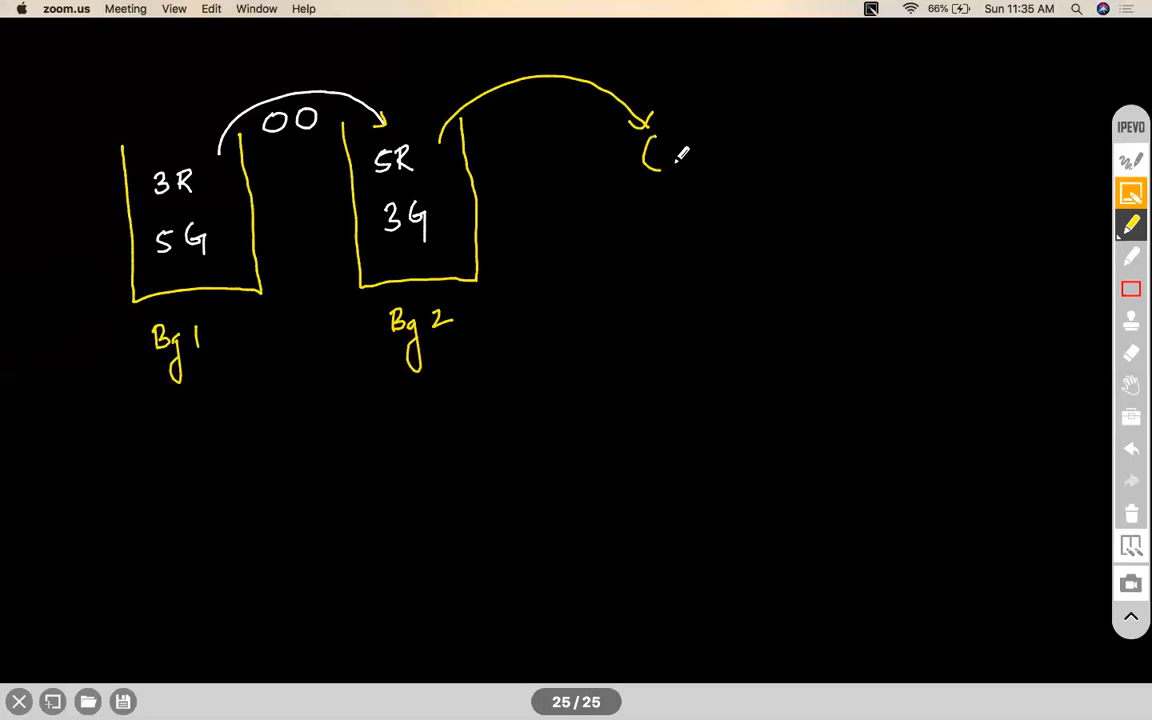 zoom.us Meeting View Edit Window Help 66% Sun 11:35 AM
3R
5G
Bg 1
5R
3G
Bg 2
(
IPEVO
25 / 25